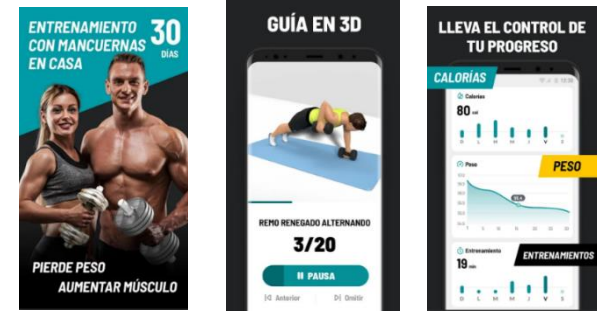 ENTRENAMIENTO
CON MANCUERNAS
EN CASA
30
DÍAS
PIERDE PESO
AUMENTAR MÚSCULO
GUÍA EN 3D
REMO RENEGADO ALTERNANDO
3/20
PAUSA
Anterior
Omitir
LLEVA EL CONTROL DE
TU PROGRESO
CALORÍAS
Calorías
80
D L M M J V S
Peso
PESO
Entrenamiento
ENTRENAMIENTOS
19 min
D L M M J V S